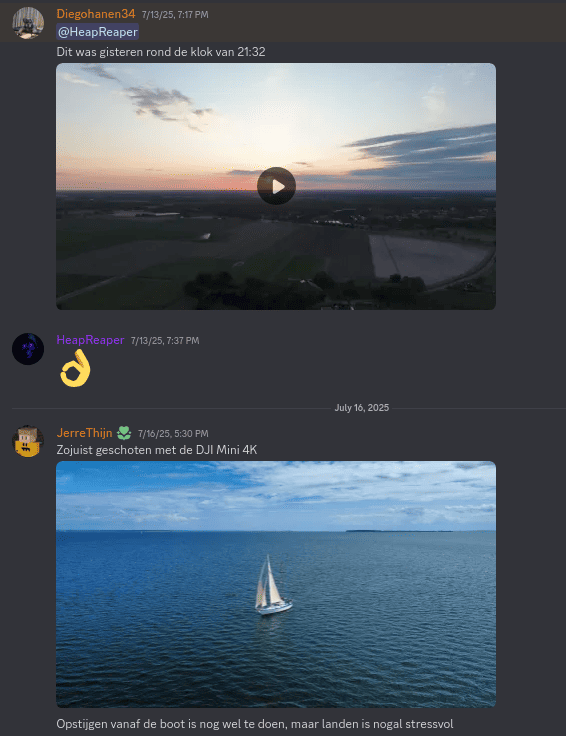 Diegohanen34 7/13/25, 7:17 PM
@HeapReaper
Dit was gisteren rond de klok van 21:32
HeapReaper 7/13/25, 7:37 PM
July 16, 2025
JerreThijn 7/16/25, 5:30 PM
Zojuist geschoten met de DJI Mini 4K
Opstijgen vanaf de boot is nog wel te doen, maar landen is nogal stressvol